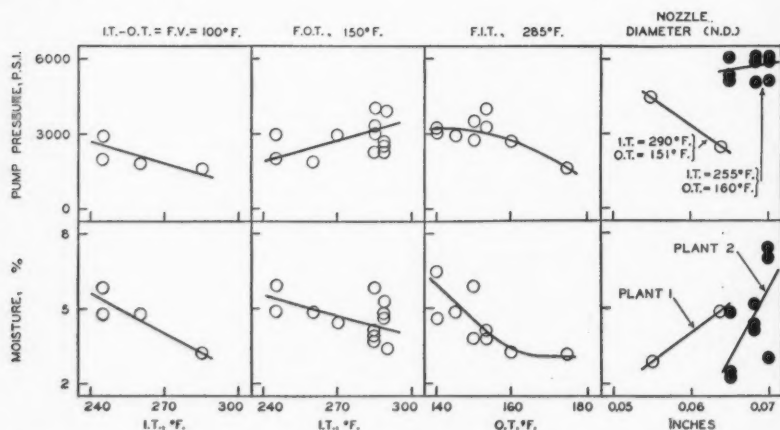 I.T.-O.T. = F.V. = 100°F.
F.O.T., 150°F.
F.I.T., 285°F.
NOZZLE
DIAMETER (N.D.)
PUMP PRESSURE, P.S.I.
6000
3000
0
I.T. = 290°F.
O.T. = 151°F.
I.T. = 255°F.
O.T. = 160°F.
MOISTURE, %
8
5
2
PLANT 1
PLANT 2
240 270 300
I.T., °F.
240 270 300
I.T., °F.
140 160 180
O.T. °F.
0.05 0.06 0.07
INCHES